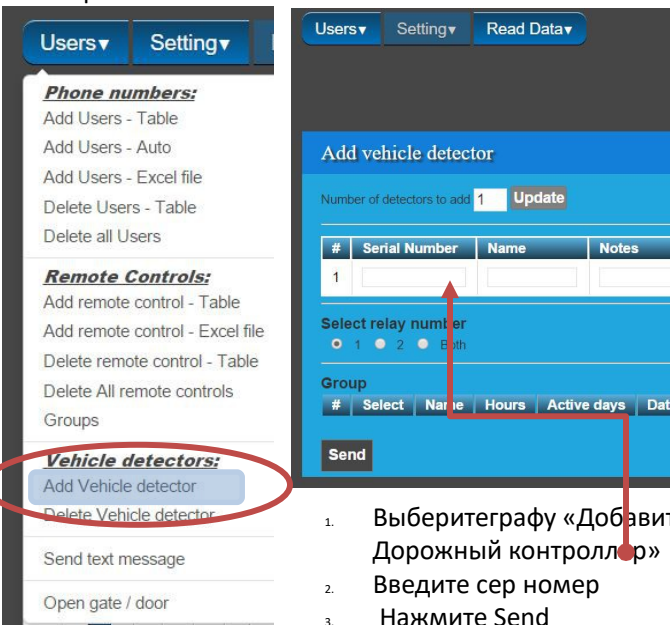 Users▾ Setting▾
Phone numbers:
Add Users - Table
Add Users - Auto
Add Users - Excel file
Delete Users - Table
Delete all Users
Remote Controls:
Add remote control - Table
Add remote control - Excel file
Delete remote control - Table
Delete All remote controls
Groups
Vehicle detectors:
Add Vehicle detector
Delete Vehicle detector
Send text message
Open gate / door
Users▾ Setting▾ Read Data▾
Add vehicle detector
Number of detectors to add 1 Update
# Serial Number Name Notes
1
Select relay number
1 2 Both
Group
# Select Name Hours Active days Dat
Send
1. Выберитеграфу «Добавит
Дорожный контроллер»
2. Введите сер номер
3. Нажмите Send